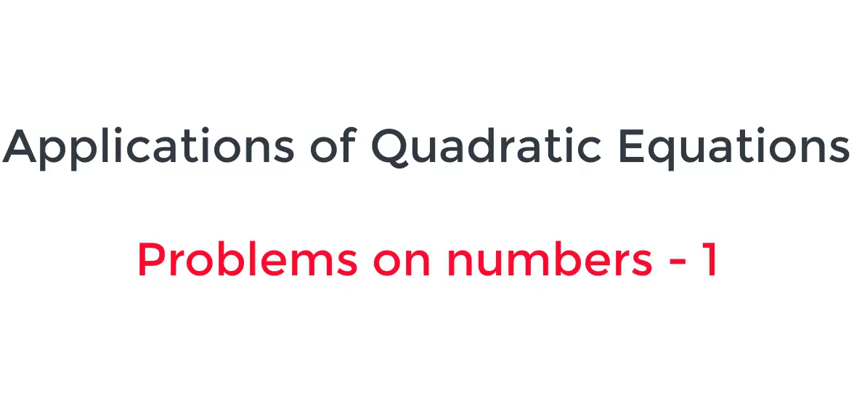 Applications of Quadratic Equations
Problems on numbers - 1